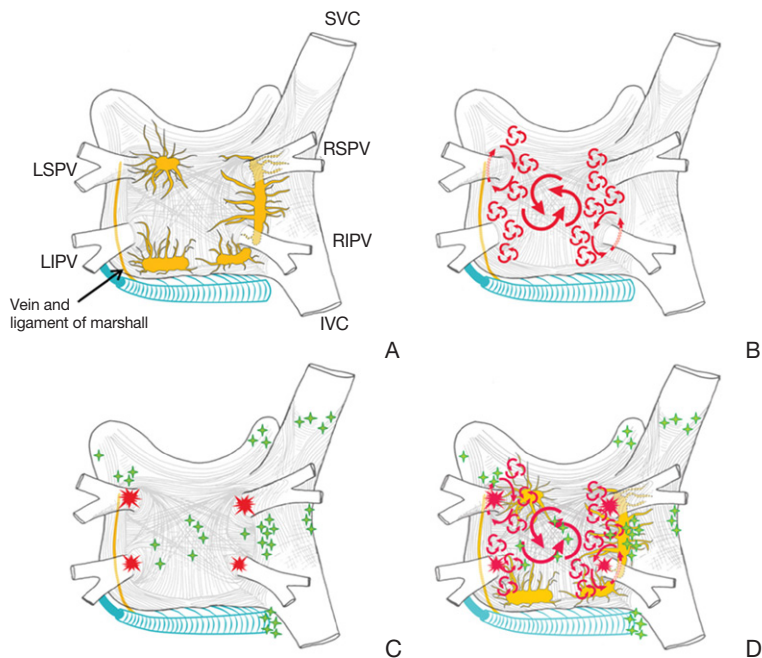 SVC
LSPV
RSPV
LIPV
RIPV
Vein and
ligament of marshall
IVC
A
B
C
D